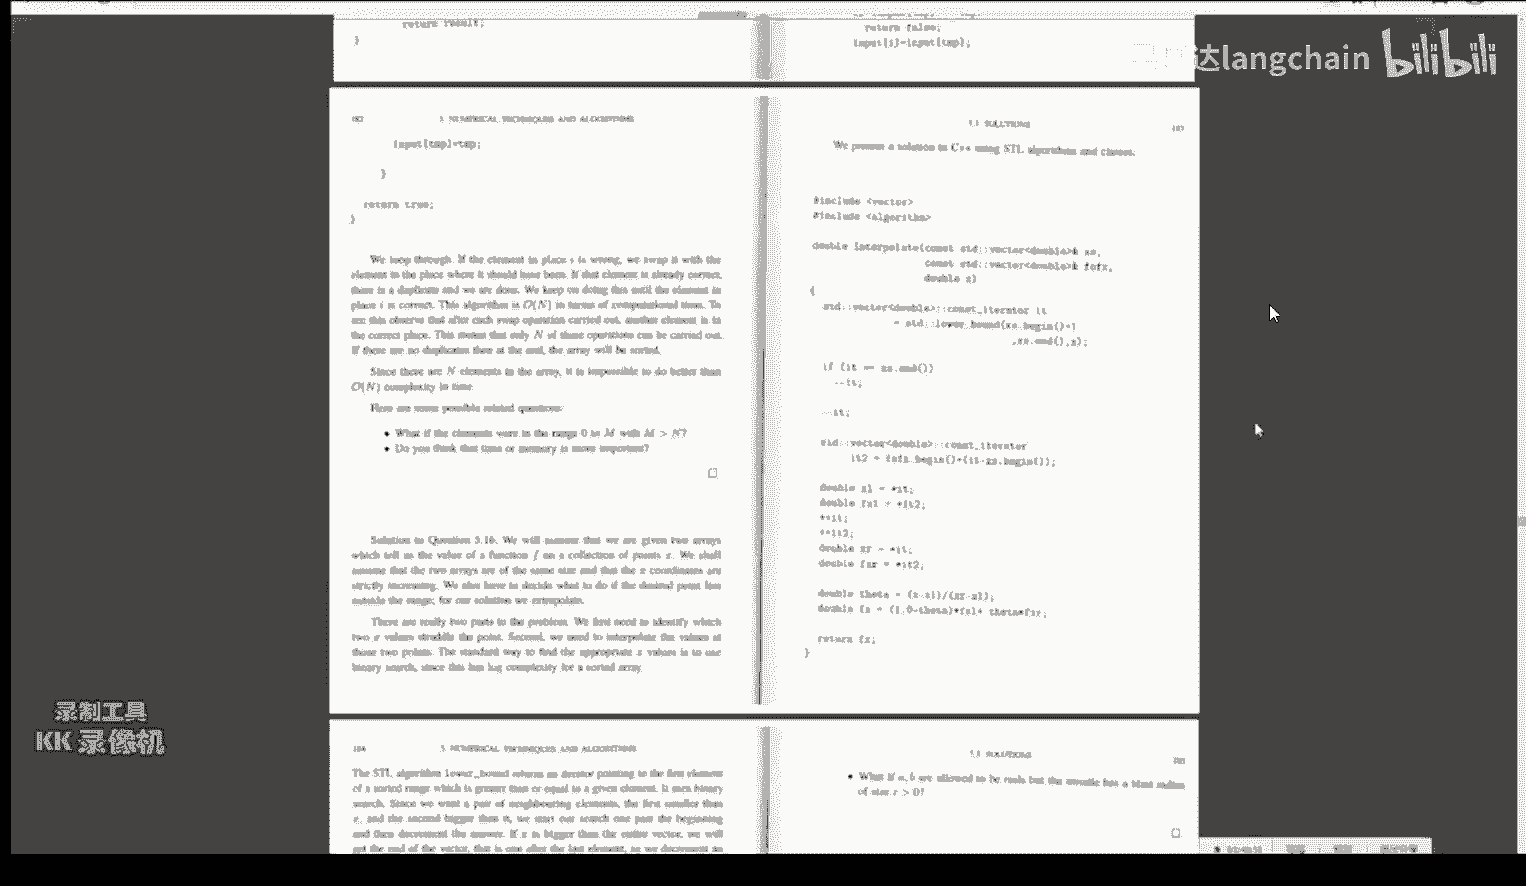 return result;
}
return false;
input[i]=input[tmp];
达langchain bilibili
182 5. NUMERICAL TECHNIQUES AND ALGORITHMS
input[tmp]=tmp;
}
return true;
}
We loop through. If the element in place i is wrong, we swap it with the
element in the place where it should have been. If that element is already correct,
there is a duplicate and we are done. We keep on doing this until the element in
place i is correct. This algorithm is O(N) in terms of computational time. To
see this observe that after each swap operation carried out, another element is in
the correct place. This means that only N of these operations can be carried out.
If there are no duplicates then at the end, the array will be sorted.
Since there are N elements in the array, it is impossible to do better than
O(N) complexity in time.
Here are some possible related questions:
• What if the elements were in the range 0 to M with M > N?
• Do you think that time or memory is more important?
Solution to Question 5.16. We will assume that we are given two arrays
which tell us the value of a function f on a collection of points x. We shall
assume that the two arrays are of the same size and that the x coordinates are
strictly increasing. We also have to decide what to do if the desired point lies
outside the range; for our solution we extrapolate.
There are really two parts to the problem. We first need to identify which
two x values straddle the point. Second, we need to interpolate the values at
those two points. The standard way to find the appropriate x values is to use
binary search, since this has log complexity for a sorted array.
5.3 SOLUTIONS 183
We present a solution in C++ using STL algorithms and classes.
#include <vector>
#include <algorithm>
double interpolate(const std::vector<double>& xs,
const std::vector<double>& fofx,
double x)
{
std::vector<double>::const_iterator it
= std::lower_bound(xs.begin()+1
,xs.end(),x);
if (it == xs.end())
--it;
--it;
std::vector<double>::const_iterator
it2 = fofx.begin()+(it-xs.begin());
double xl = *it;
double fxl = *it2;
++it;
++it2;
double xr = *it;
double fxr = *it2;
double theta = (x-xl)/(xr-xl);
double fx = (1.0-theta)*fxl+ theta*fxr;
return fx;
}
录制工具
KK 录像机
184 5. NUMERICAL TECHNIQUES AND ALGORITHMS
The STL algorithm lower_bound returns an iterator pointing to the first element
of a sorted range which is greater than or equal to a given element. It uses binary
search. Since we want a pair of neighbouring elements, the first smaller than
x, and the second bigger than it, we start our search one past the beginning
and then decrement the answer. If x is bigger than the entire vector, we will
get the end of the vector, that is one after the last element, so we decrement an
5.3 SOLUTIONS
• What if a, b are allowed to be reals but the missile has a blast radius
of size r > 0?